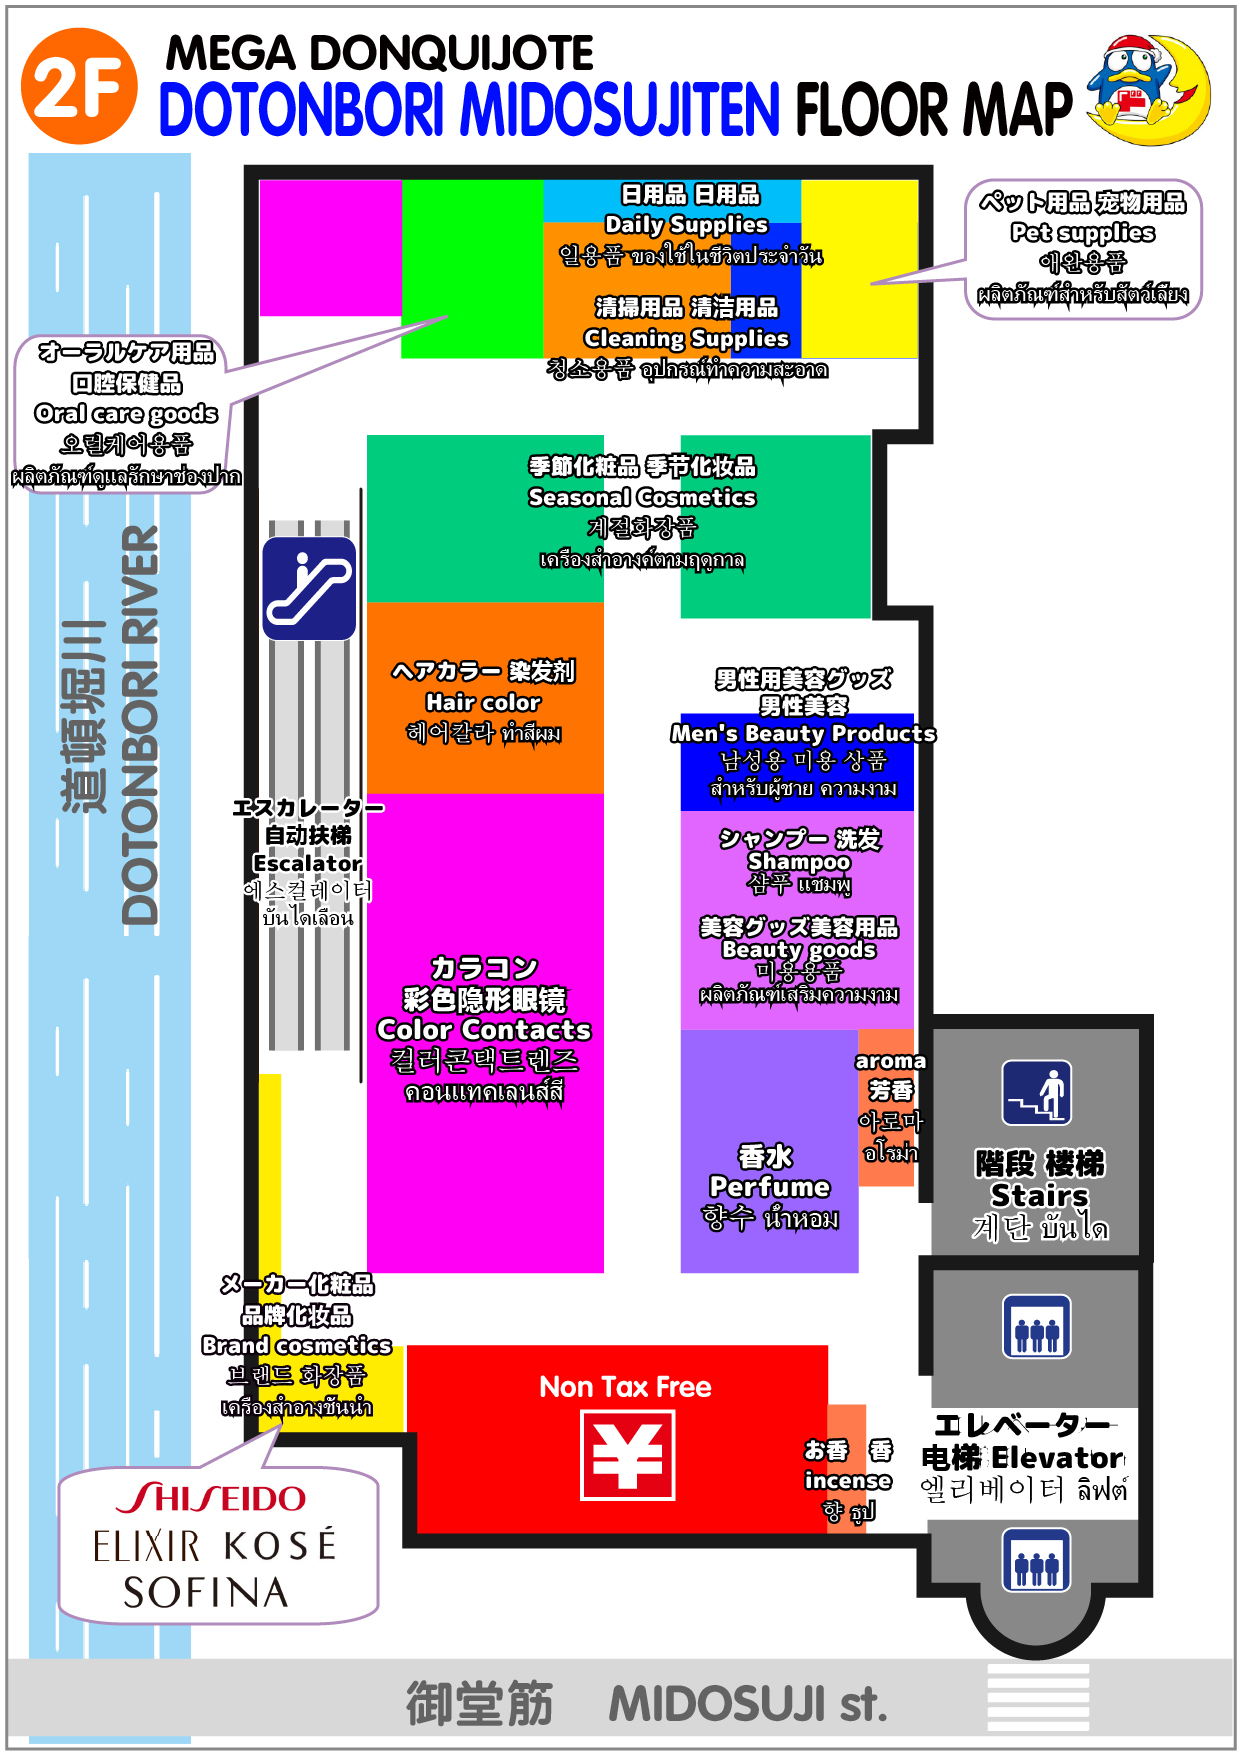 2F
MEGA DONQUIJOTE
DOTONBORI MIDOSUJITEN FLOOR MAP
日用品 日用品
Daily Supplies
일용품 ของใช้ในชีวิตประจำวัน
清掃用品 清洁用品
Cleaning Supplies
청소용품 อุปกรณ์ทำความสะอาด
ペット用品 宠物用品
Pet supplies
애완용품
ผลิตภัณฑ์สำหรับสัตว์เลี้ยง
オーラルケア用品
口腔保健品
Oral care goods
오럴케어용품
ผลิตภัณฑ์ดูแลรักษาช่องปาก
季節化粧品 季节化妆品
Seasonal Cosmetics
계절화장품
เครื่องสำอางค์ตามฤดูกาล
道頓堀川
DOTONBORI RIVER
ヘアカラー 染发剂
Hair color
헤어칼라 ทำสีผม
男性用美容グッズ
男性美容
Men's Beauty Products
남성용 미용 상품
สำหรับผู้ชาย ความงาม
エスカレーター
自动扶梯
Escalator
에스컬레이터
บันไดเลื่อน
シャンプー 洗发
Shampoo
샴푸 แชมพู
美容グッズ美容用品
Beauty goods
미용용품
ผลิตภัณฑ์เสริมความงาม
カラコン
彩色隐形眼镜
Color Contacts
컬러콘택트렌즈
คอนแทคเลนส์สี
aroma
芳香
아로마
อโรม่า
香水
Perfume
향수 น้ำหอม
階段 楼梯
Stairs
계단 บันได
メーカー化粧品
品牌化妆品
Brand cosmetics
브랜드 화장품
เครื่องสำอางชั้นนำ
Non Tax Free
¥
お香 香
incense
향 ธูป
エレベーター
电梯 Elevator
엘리베이터 ลิฟต์
SHISEIDO
ELIXIR KOSÉ
SOFINA
御堂筋 MIDOSUJI st.